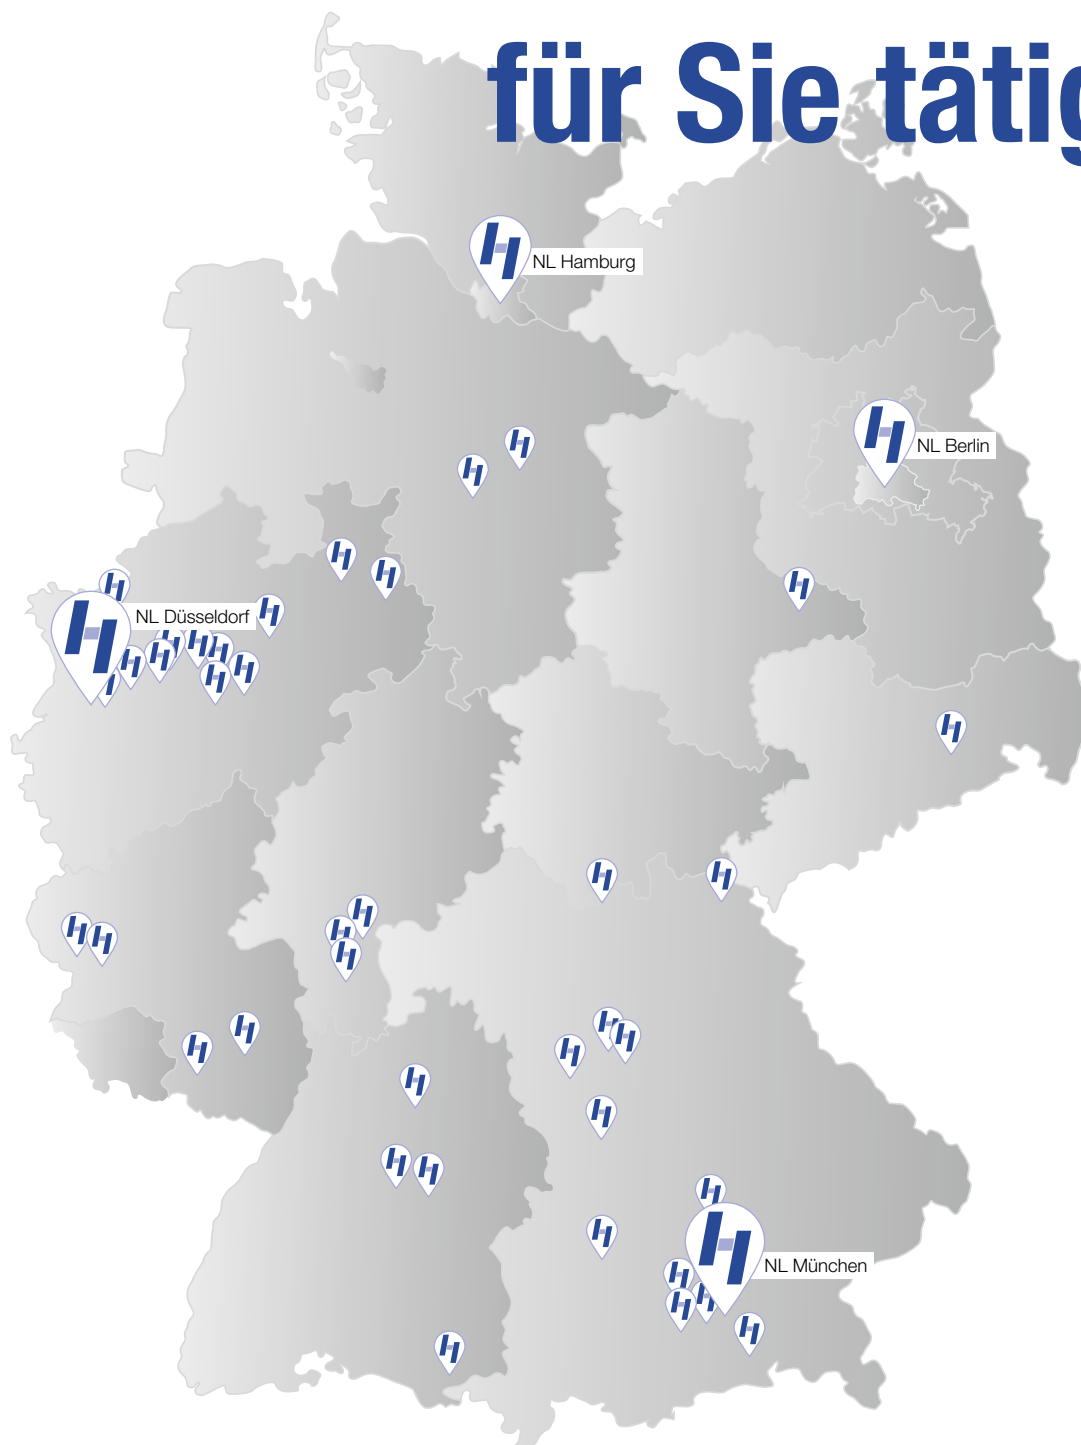 für Sie tätig
NL Hamburg
NL Berlin
NL Düsseldorf
NL München